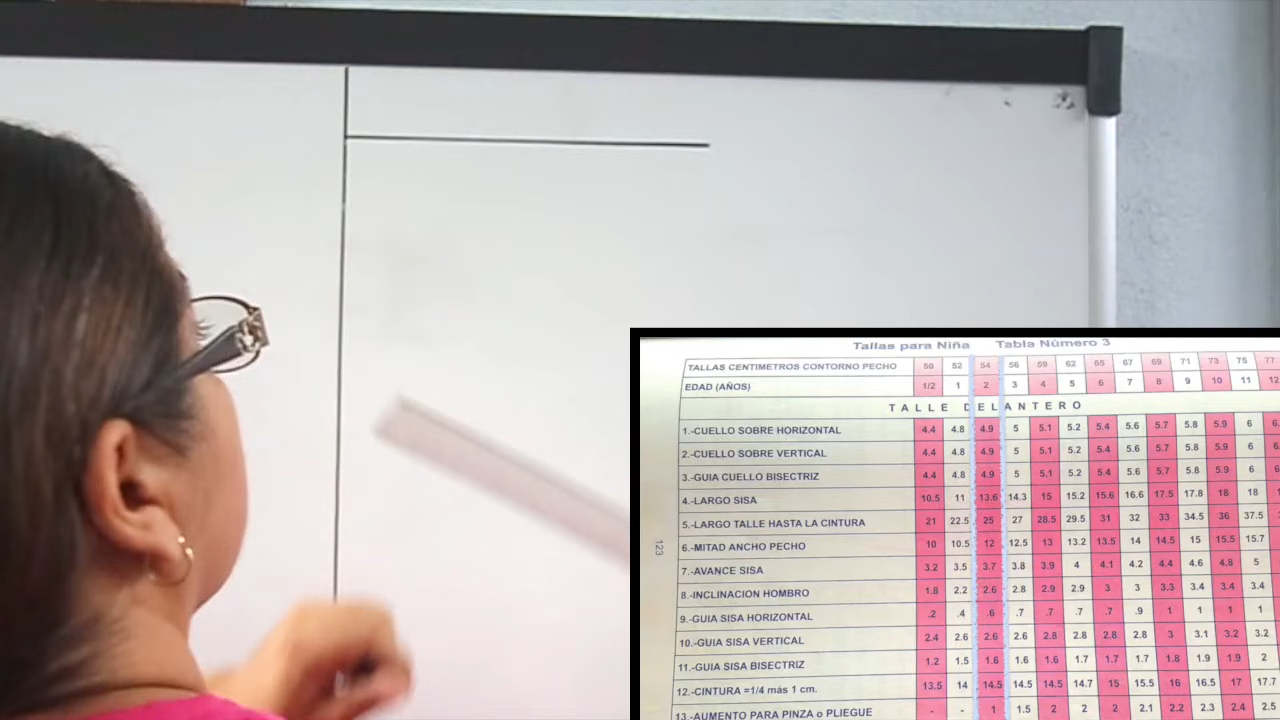 Tallas para Niña Tabla Número 3
TALLAS CENTIMETROS CONTORNO PECHO 50 52 54 56 59 62 65 67 69 71 73 75 77
EDAD (AÑOS) 1/2 1 2 3 4 5 6 7 8 9 10 11 12
TALLE DELANTERO
1.-CUELLO SOBRE HORIZONTAL 4.4 4.8 4.9 5 5.1 5.2 5.4 5.6 5.7 5.8 5.9 6
2.-CUELLO SOBRE VERTICAL 4.4 4.8 4.9 5 5.1 5.2 5.4 5.6 5.7 5.8 5.9 6
3.-GUIA CUELLO BISECTRIZ 4.4 4.8 4.9 5 5.1 5.2 5.4 5.6 5.7 5.8 5.9 6
4.-LARGO SISA 10.5 11 13.6 14.3 15 15.2 15.6 16.6 17.5 17.8 18 18
5.-LARGO TALLE HASTA LA CINTURA 21 22.5 25 27 28.5 29.5 31 32 33 34.5 36 37.5
6.-MITAD ANCHO PECHO 10 10.5 12 12.5 13 13.2 13.5 14 14.5 15 15.5 15.7
7.-AVANCE SISA 3.2 3.5 3.7 3.8 3.9 4 4.1 4.2 4.4 4.6 4.8 5
8.-INCLINACION HOMBRO 1.8 2.2 2.6 2.8 2.9 2.9 3 3 3.3 3.4 3.4 3.4
9.-GUIA SISA HORIZONTAL .2 .4 .6 .7 .7 .7 .7 .9 1 1 1 1
10.-GUIA SISA VERTICAL 2.4 2.6 2.6 2.6 2.8 2.8 2.8 2.8 3 3.1 3.2 3.2
11.-GUIA SISA BISECTRIZ 1.2 1.5 1.6 1.6 1.6 1.7 1.7 1.7 1.8 1.9 1.9 2
12.-CINTURA =1/4 más 1 cm. 13.5 14 14.5 14.5 14.5 14.7 15 15.5 16 16.5 17 17.7
13.-AUMENTO PARA PINZA o PLIEGUE - - 1 1.5 2 2 2 2.1 2.2 2.3 2.4 2.5
123